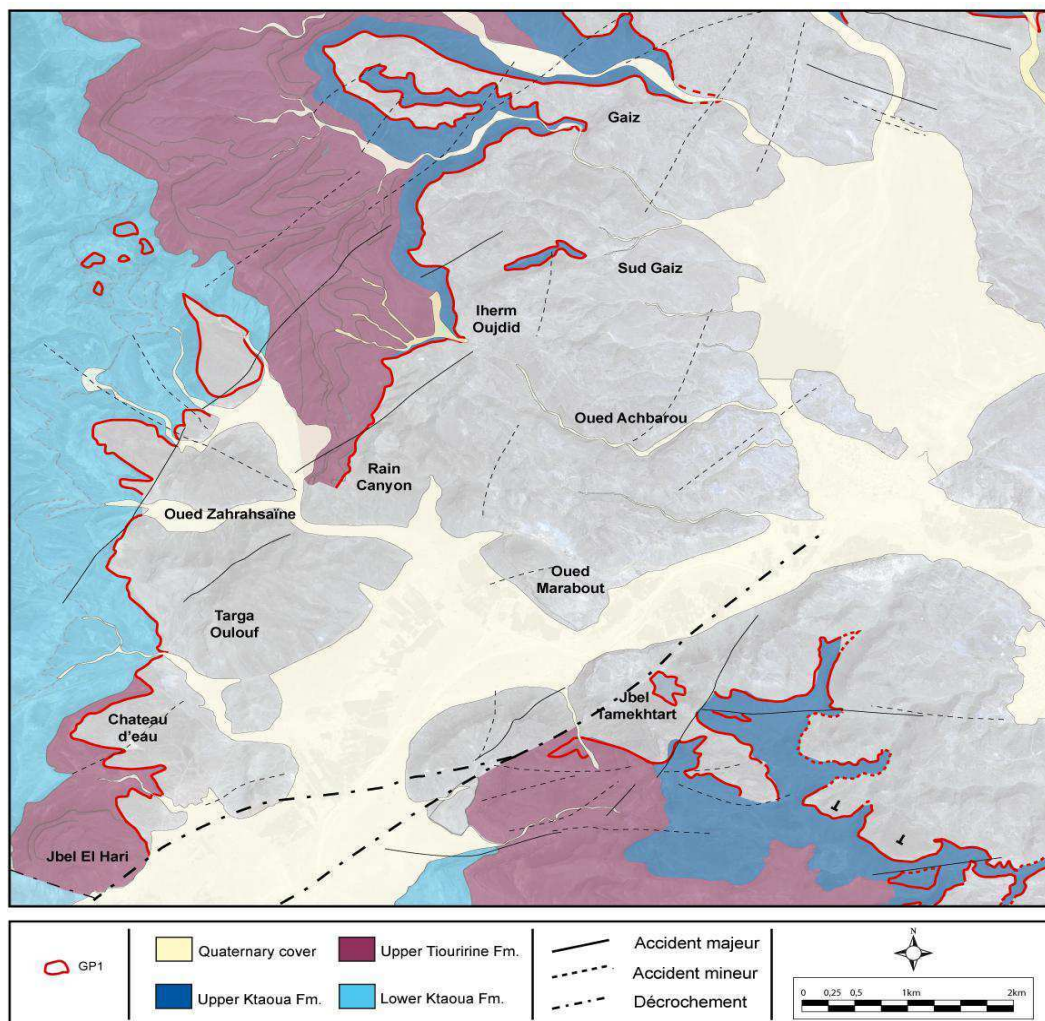 Gaiz
Sud Gaiz
Iherm
Oujdid
Oued Achbarou
Rain
Canyon
Oued Zahrahsaïne
Oued
Marabout
Targa
Oulouf
Jbel
Tamekhtart
Chateau
d'eáu
Jbel El Hari
GP1
Quaternary cover
Upper Tiouririne Fm.
Upper Ktaoua Fm.
Lower Ktaoua Fm.
Accident majeur
Accident mineur
Décrochement
N
0 0,25 0,5 1km 2km